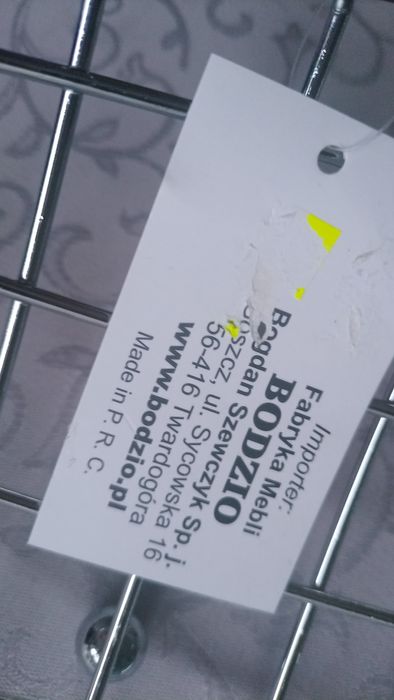 Importer:
Fabryka Mebli
BODZIO
Bogdan Szewczyk Sp. j.
ul. Sycowska 16
56-416 Twardogóra
www.bodzio.pl
Made in P. R. C.